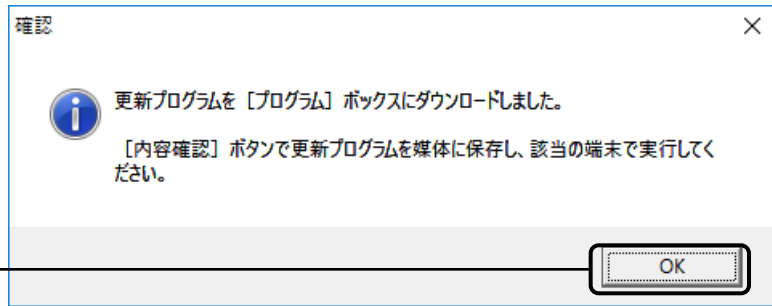 確認
更新プログラムを［プログラム］ボックスにダウンロードしました。
［内容確認］ボタンで更新プログラムを媒体に保存し、該当の端末で実行してく
ださい。
OK